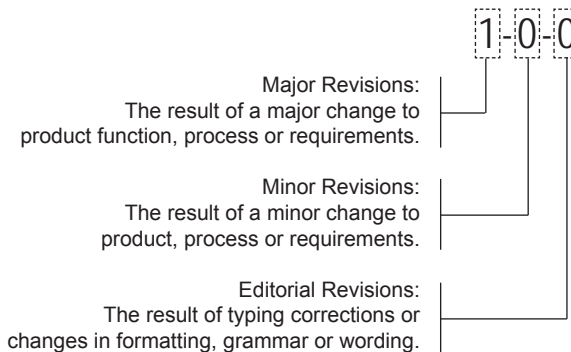 1-0-0
Major Revisions:
The result of a major change to
product function, process or requirements.
Minor Revisions:
The result of a minor change to
product, process or requirements.
Editorial Revisions:
The result of typing corrections or
changes in formatting, grammar or wording.